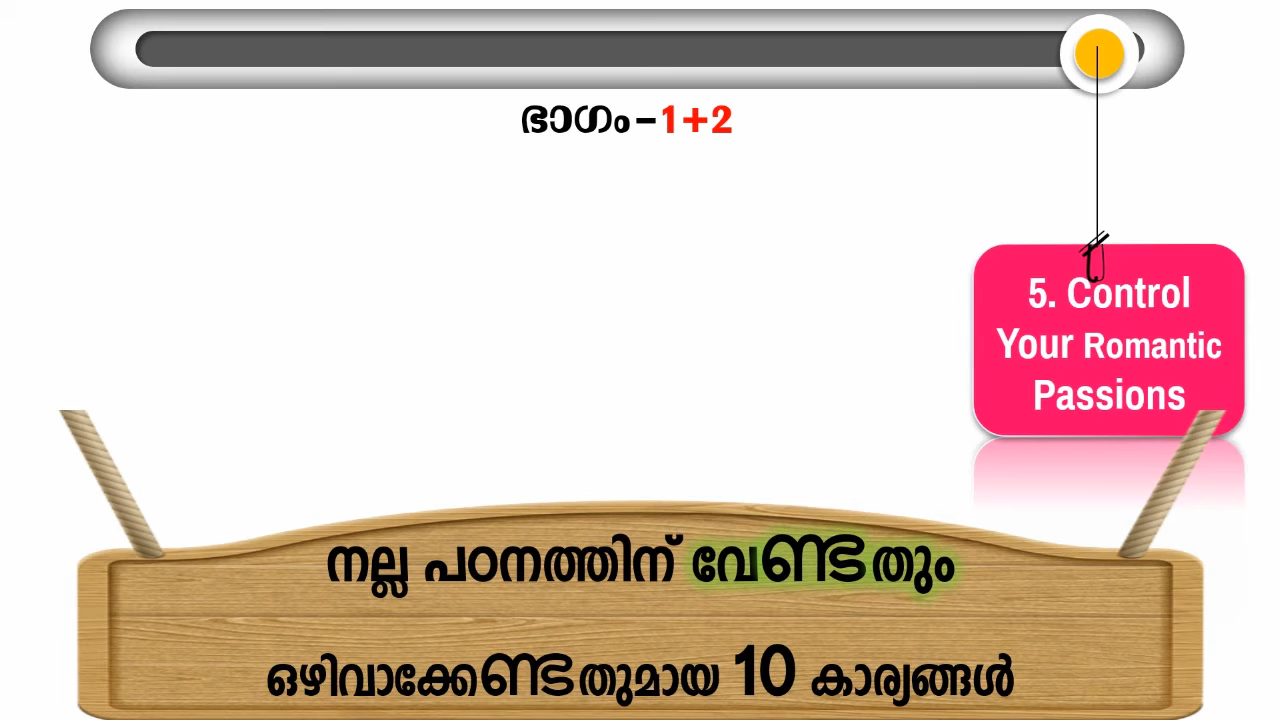 ഭാഗം-1+2
5. Control
Your Romantic
Passions
നല്ല പഠനത്തിന് വേണ്ടതും
ഒഴിവാക്കേണ്ടതുമായ 10 കാര്യങ്ങൾ